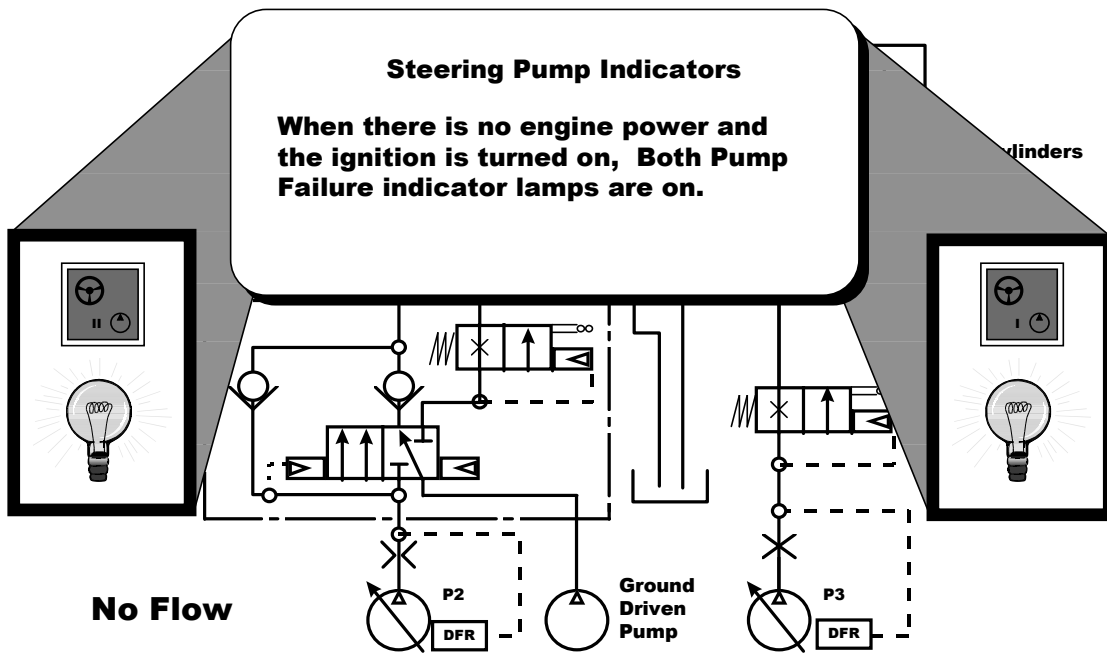 Steering Pump Indicators
When there is no engine power and
the ignition is turned on, Both Pump
Failure indicator lamps are on.
ylinders
II
I
P2
DFR
Ground
Driven
Pump
P3
DFR
No Flow